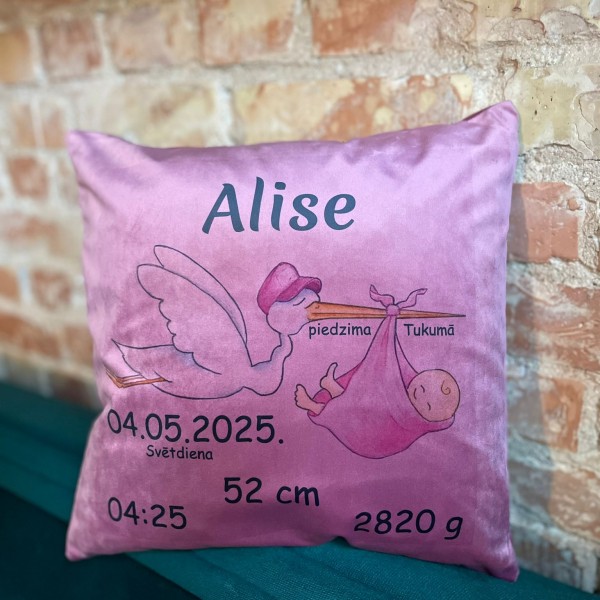 Alise
piedzima Tukumā
04.05.2025.
Svētdiena
52 cm
04:25
2820 g